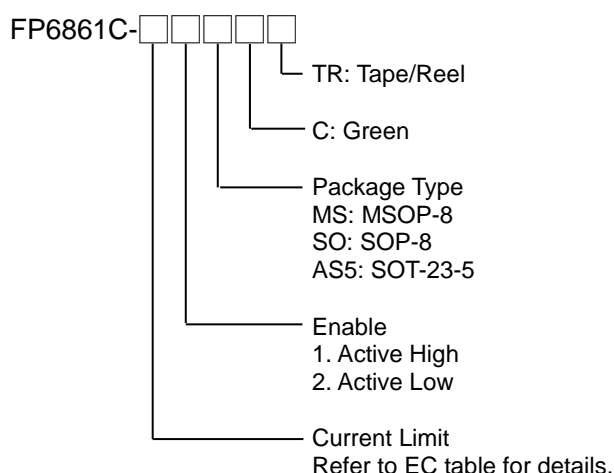 FP6861C-
TR: Tape/Reel
C: Green
Package Type
MS: MSOP-8
SO: SOP-8
AS5: SOT-23-5
Enable
1. Active High
2. Active Low
Current Limit
Refer to EC table for details.